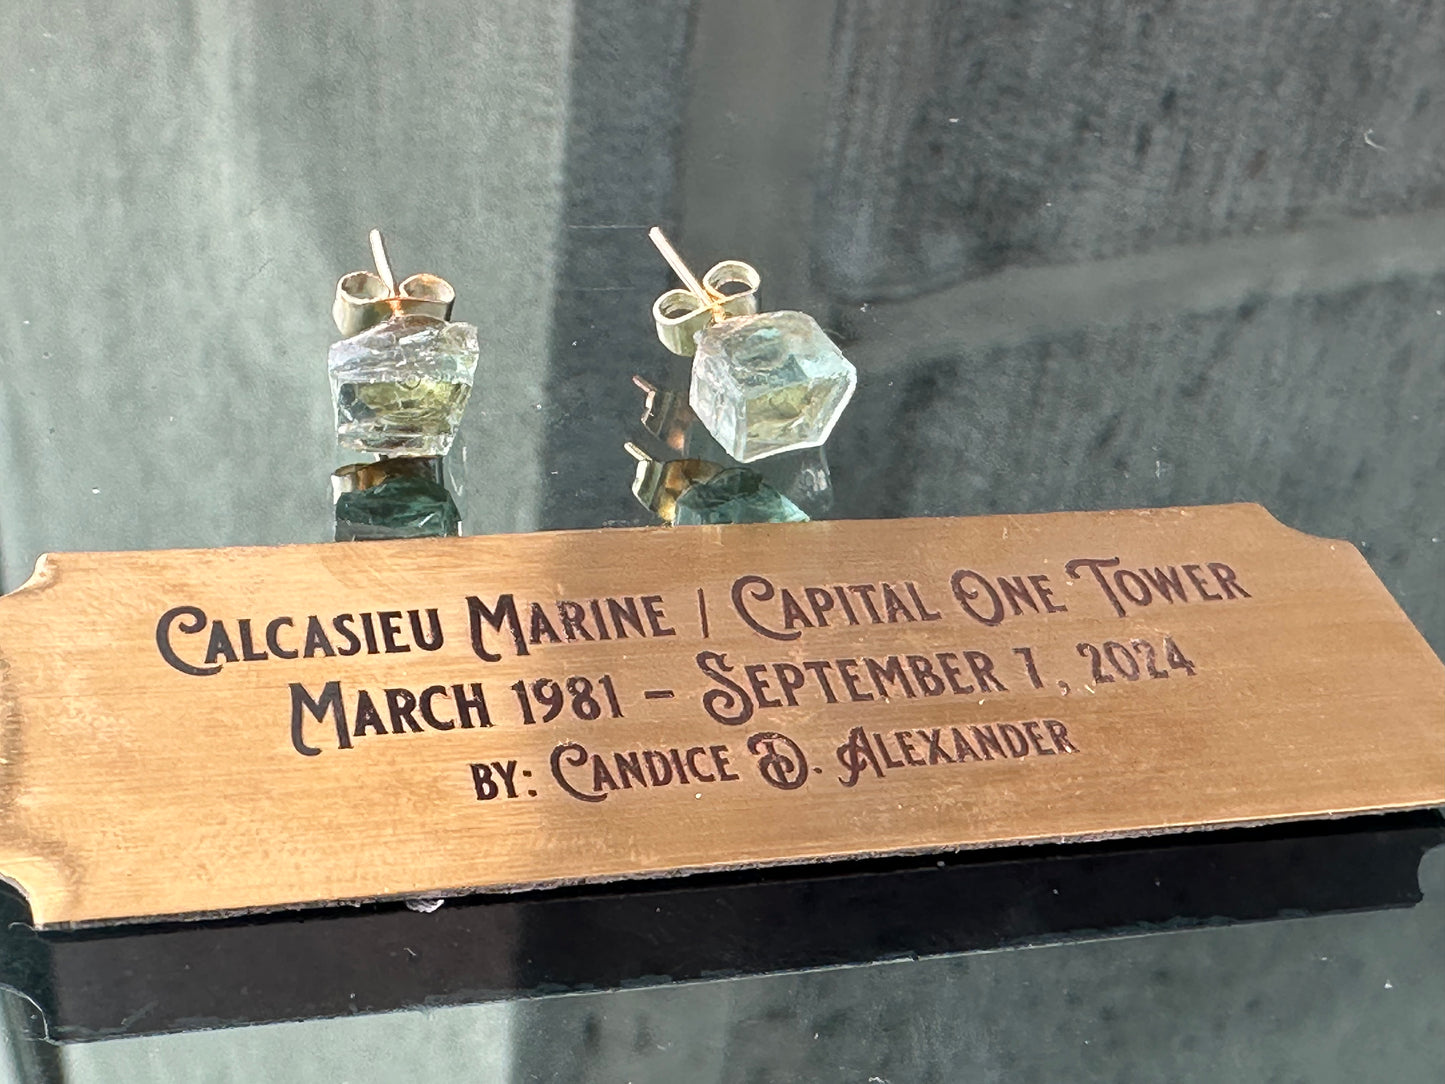 Calcasieu Marine / Capital One Tower
March 1981 – September 7, 2024
by: Candice D. Alexander